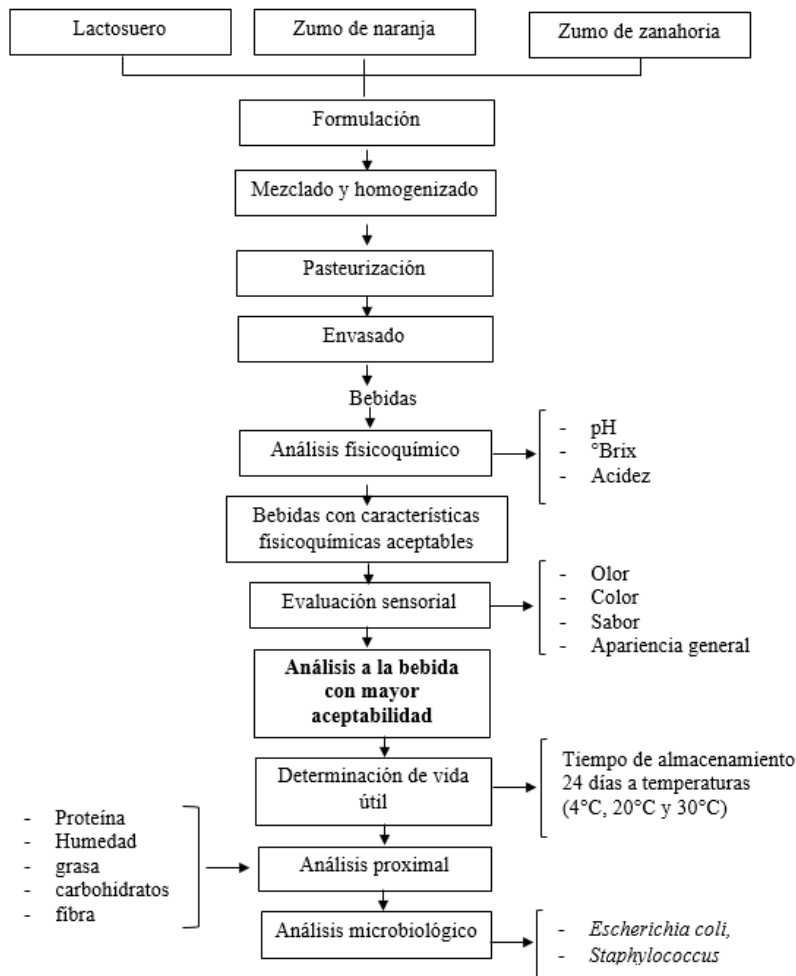 Lactosuero
Zumo de naranja
Zumo de zanahoria
Formulación
Mezclado y homogenizado
Pasteurización
Envasado
Bebidas
Análisis físicoquímico
- pH
- °Brix
- Acidez
Bebidas con características
físicoquímicas aceptables
Evaluación sensorial
- Olor
- Color
- Sabor
- Apariencia general
Análisis a la bebida
con mayor
aceptabilidad
Determinación de vida
útil
Tiempo de almacenamiento
24 días a temperaturas
(4°C, 20°C y 30°C)
- Proteína
- Humedad
- grasa
- carbohidratos
- fibra
Análisis proximal
Análisis microbiológico
- Escherichia coli,
- Staphylococcus